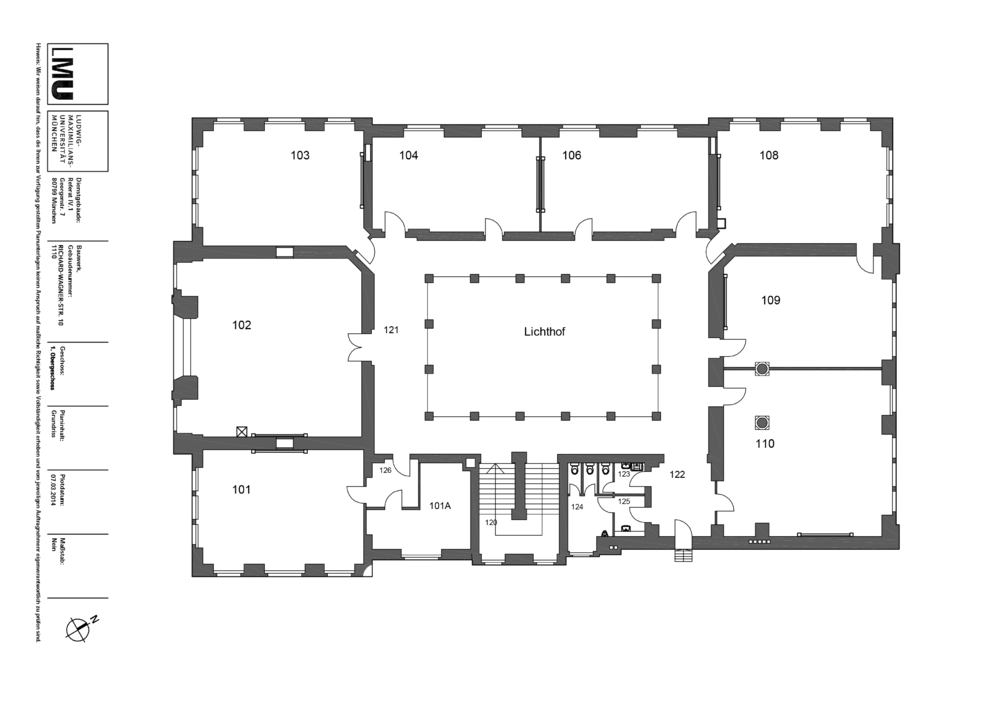 LMU
LUDWIG-
MAXIMILIANS-
UNIVERSITÄT
MÜNCHEN
Dienstgebäude:
Referat IV.1
Georgenstr. 7
80799 München
Bauwerk,
Gebäudenummer:
RICHARD-WAGNER-STR. 10
1110
Geschoss:
1. Obergeschoss
Planinhalt:
Grundriss
Plotdatum:
07.03.2014
Maßstab:
Nein
Hinweis: Wir weisen darauf hin, dass die Ihnen zur Verfügung gestellten Planunterlagen keinen Anspruch auf maßliche Richtigkeit sowie Vollständigkeit erheben und vom jeweiligen Auftragnehmer eigenverantwortlich zu prüfen sind.
N
103
104
106
108
102
121
Lichthof
109
110
101
126
101A
120
124
123
125
122